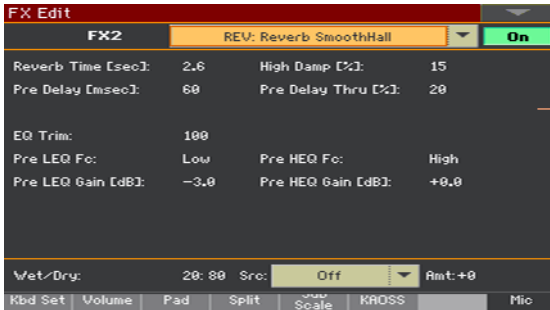 FX Edit
FX2 REV: Reverb SmoothHall On
Reverb Time [sec]: 2.6 High Damp [%]: 15
Pre Delay [msec]: 60 Pre Delay Thru [%]: 20
EQ Trim: 100
Pre LEQ Fc: Low Pre HEQ Fc: High
Pre LEQ Gain [dB]: -3.0 Pre HEQ Gain [dB]: +0.0
Wet/Dry: 20:80 Src: Off Amt:+0
Kbd Set Volume Pad Split Sub Scale KAOSS Mic